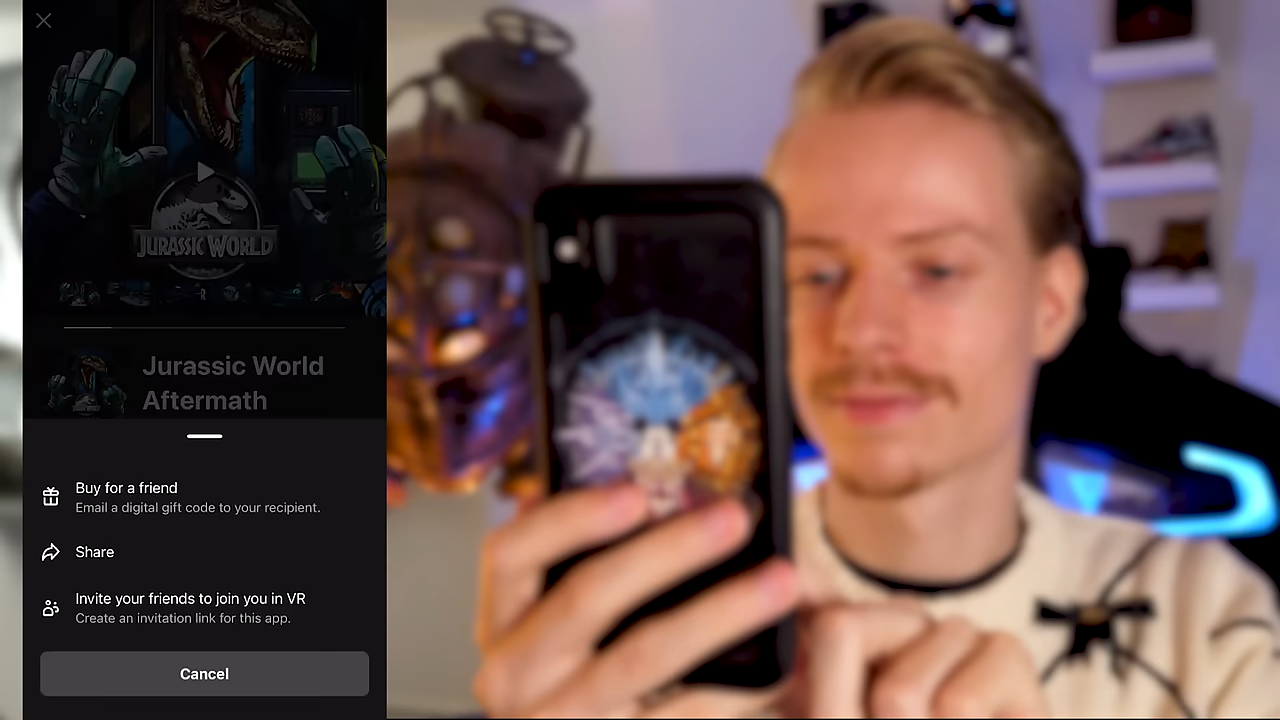 JURASSIC WORLD
Jurassic World
Aftermath
Buy for a friend
Email a digital gift code to your recipient.
Share
Invite your friends to join you in VR
Create an invitation link for this app.
Cancel